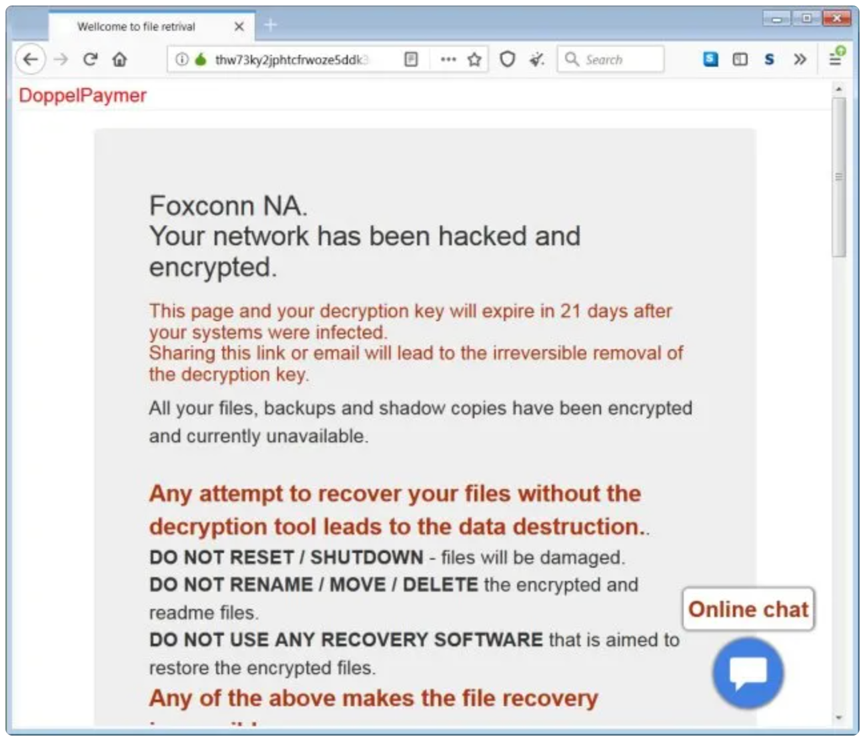 Wellcome to file retrival
thw73ky2jphtcfrwoze5ddk
Search
DoppelPaymer
Foxconn NA.
Your network has been hacked and
encrypted.
This page and your decryption key will expire in 21 days after
your systems were infected.
Sharing this link or email will lead to the irreversible removal of
the decryption key.
All your files, backups and shadow copies have been encrypted
and currently unavailable.
Any attempt to recover your files without the
decryption tool leads to the data destruction..
DO NOT RESET / SHUTDOWN - files will be damaged.
DO NOT RENAME / MOVE / DELETE the encrypted and
readme files.
DO NOT USE ANY RECOVERY SOFTWARE that is aimed to
restore the encrypted files.
Any of the above makes the file recovery
Online chat